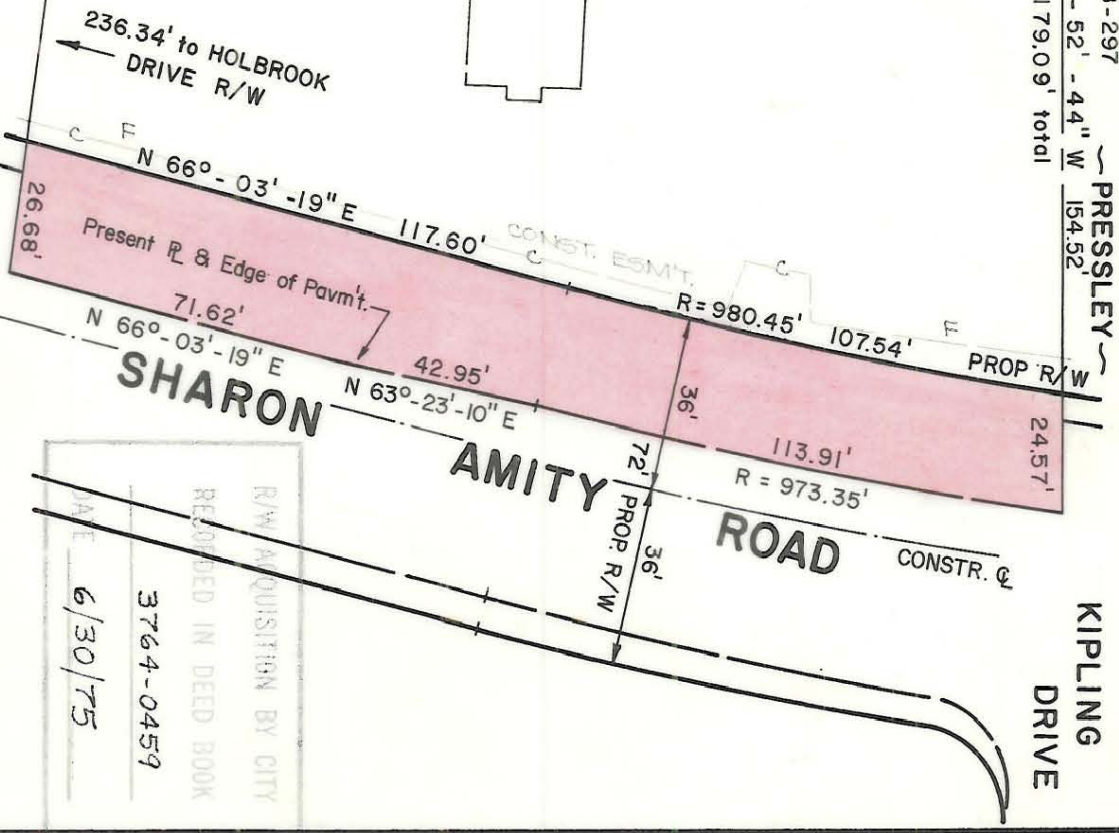 -297
- 52' - 44" W 154.52'
179.09' total
~PRESSLEY~
236.34' to HOLBROOK
DRIVE R/W
C F
N 66° - 03' -19" E 117.60'
CONST. ESM'T.
C
C
F
R = 980.45' 107.54'
PROP R/W
26.68'
Present PL & Edge of Pavm't.
71.62'
N 66° -03' -19" E
42.95'
N 63° -23' -10" E
36'
113.91'
R = 973.35'
24.57'
SHARON AMITY ROAD
72' PROP. R/W
36'
CONSTR. CL
KIPLING
DRIVE
R/W ACQUISITION BY CITY
RECORDED IN DEED BOOK
3764-0459
DATE 6/30/75